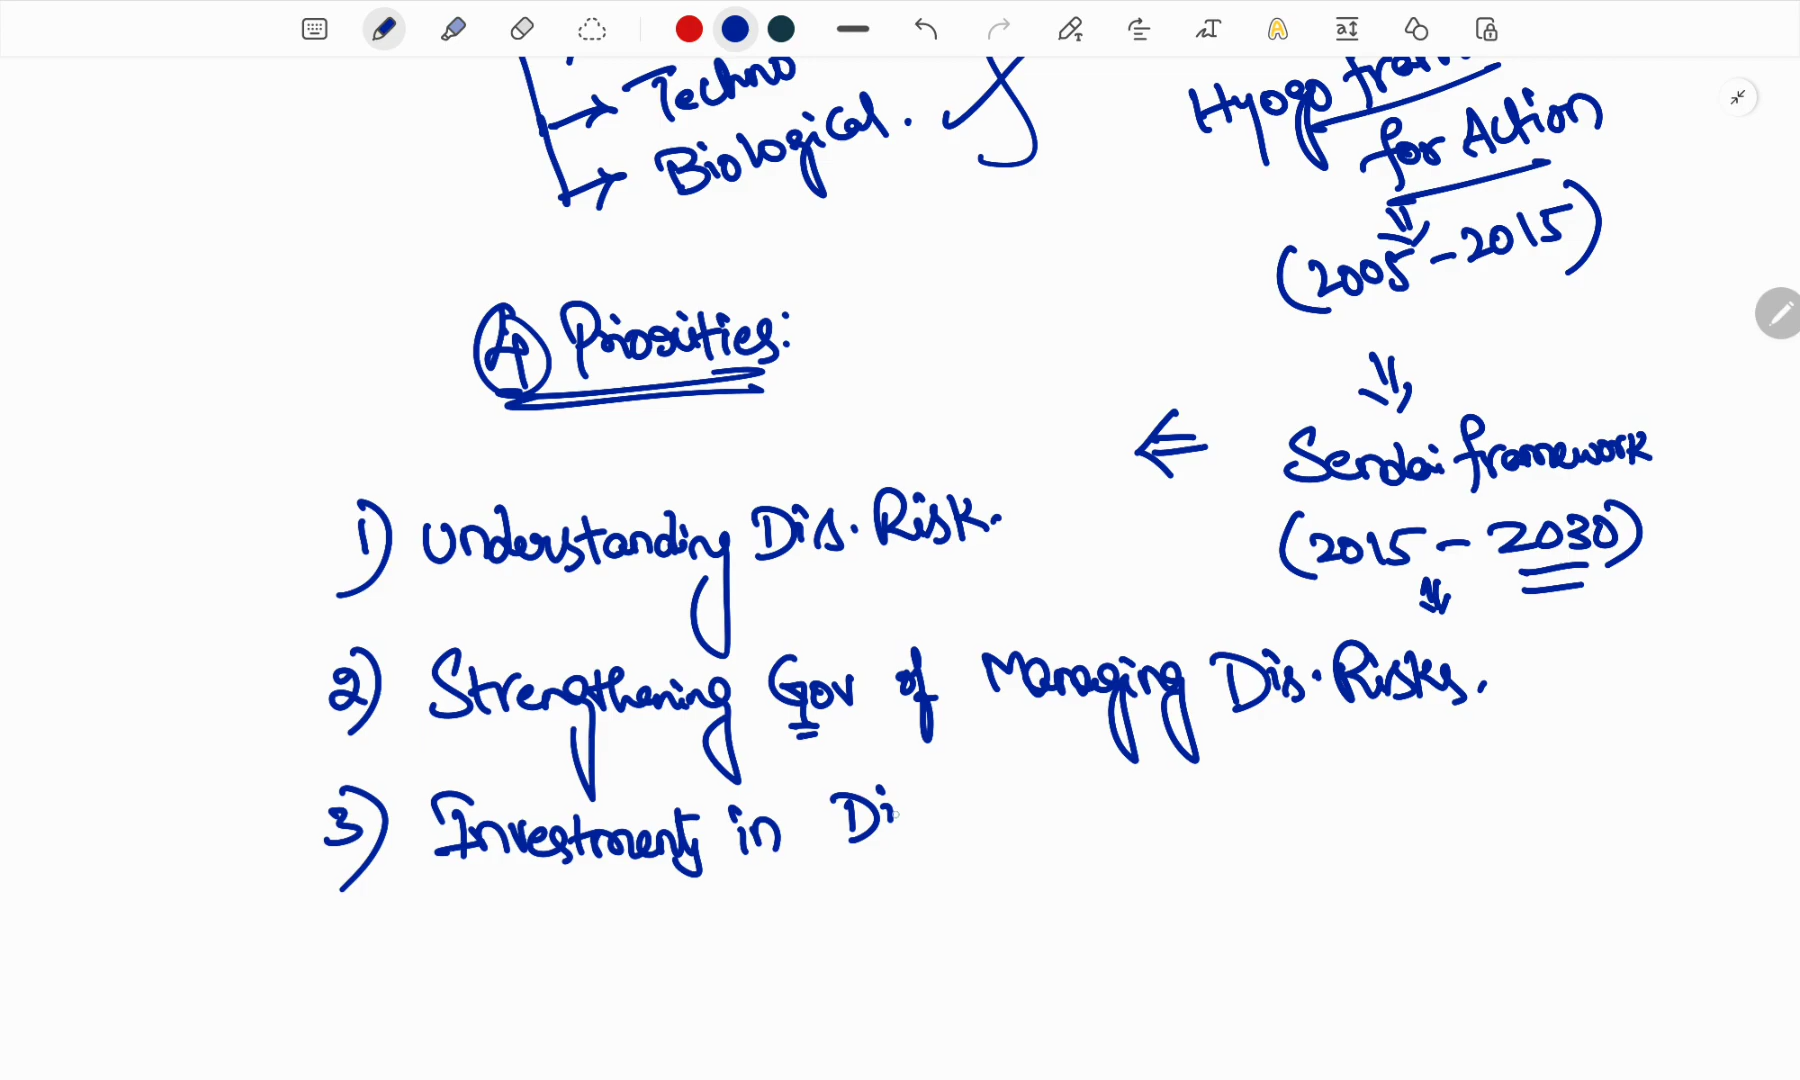 Techno
Biological.
Hyogo fram
for Action
(2005-2015)
4 Priorities:
Sendai framework
(2015 - 2030)
1) Understanding Dis. Risk.
2) Strengthening Gov of Managing Dis. Risks.
3) Investment in Di